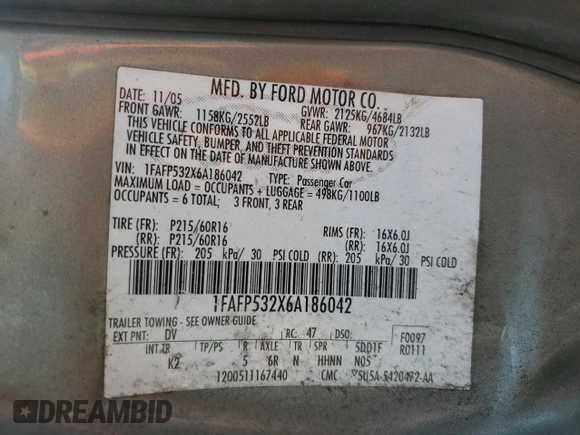 MFD. BY FORD MOTOR CO.
DATE: 11/05 GVWR: 2125KG/4684LB
FRONT GAWR: 1158KG/2552LB REAR GAWR: 967KG/2132LB
THIS VEHICLE CONFORMS TO ALL APPLICABLE FEDERAL MOTOR
VEHICLE SAFETY, BUMPER, AND THEFT PREVENTION STANDARDS
IN EFFECT ON THE DATE OF MANUFACTURE SHOWN ABOVE.
VIN: 1FAFP532X6A186042 TYPE: Passenger Car
MAXIMUM LOAD = OCCUPANTS + LUGGAGE = 498KG/1100LB
OCCUPANTS = 6 TOTAL; 3 FRONT, 3 REAR
TIRE (FR): P215/60R16 RIMS (FR): 16X6.0J
(RR): P215/60R16 (RR): 16X6.0J
PRESSURE (FR): 205 kPa/ 30 PSI COLD (RR): 205 kPa/ 30 PSI COLD
1FAFP532X6A186042
TRAILER TOWING - SEE OWNER GUIDE
EXT PNT: DV RC: 47 DSO: F0097
INT TR TP/PS R AXLE TR SPR 5DD1F R0111
K2 5 6R N HHNN N05
1200511167440 CMC
AUTOBIDMASTER
AUTOBIDMASTER